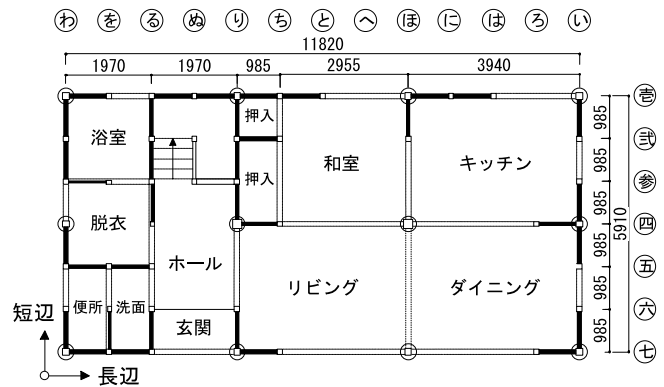 わ を る ぬ り ち と へ ほ に は ろ い
11820
1970 1970 985 2955 3940
壱
弐
参
四
五
六
七
985
985
985
985
985
985
5910
浴室
押入
押入
和室
キッチン
脱衣
ホール
リビング
ダイニング
便所
洗面
玄関
短辺
長辺